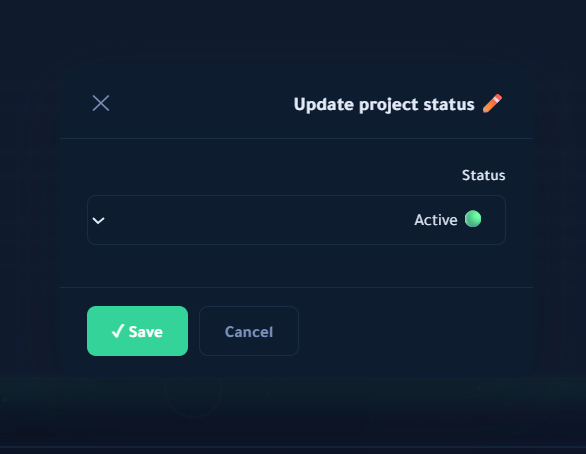 Update project status
Status
Active
✓ Save
Cancel